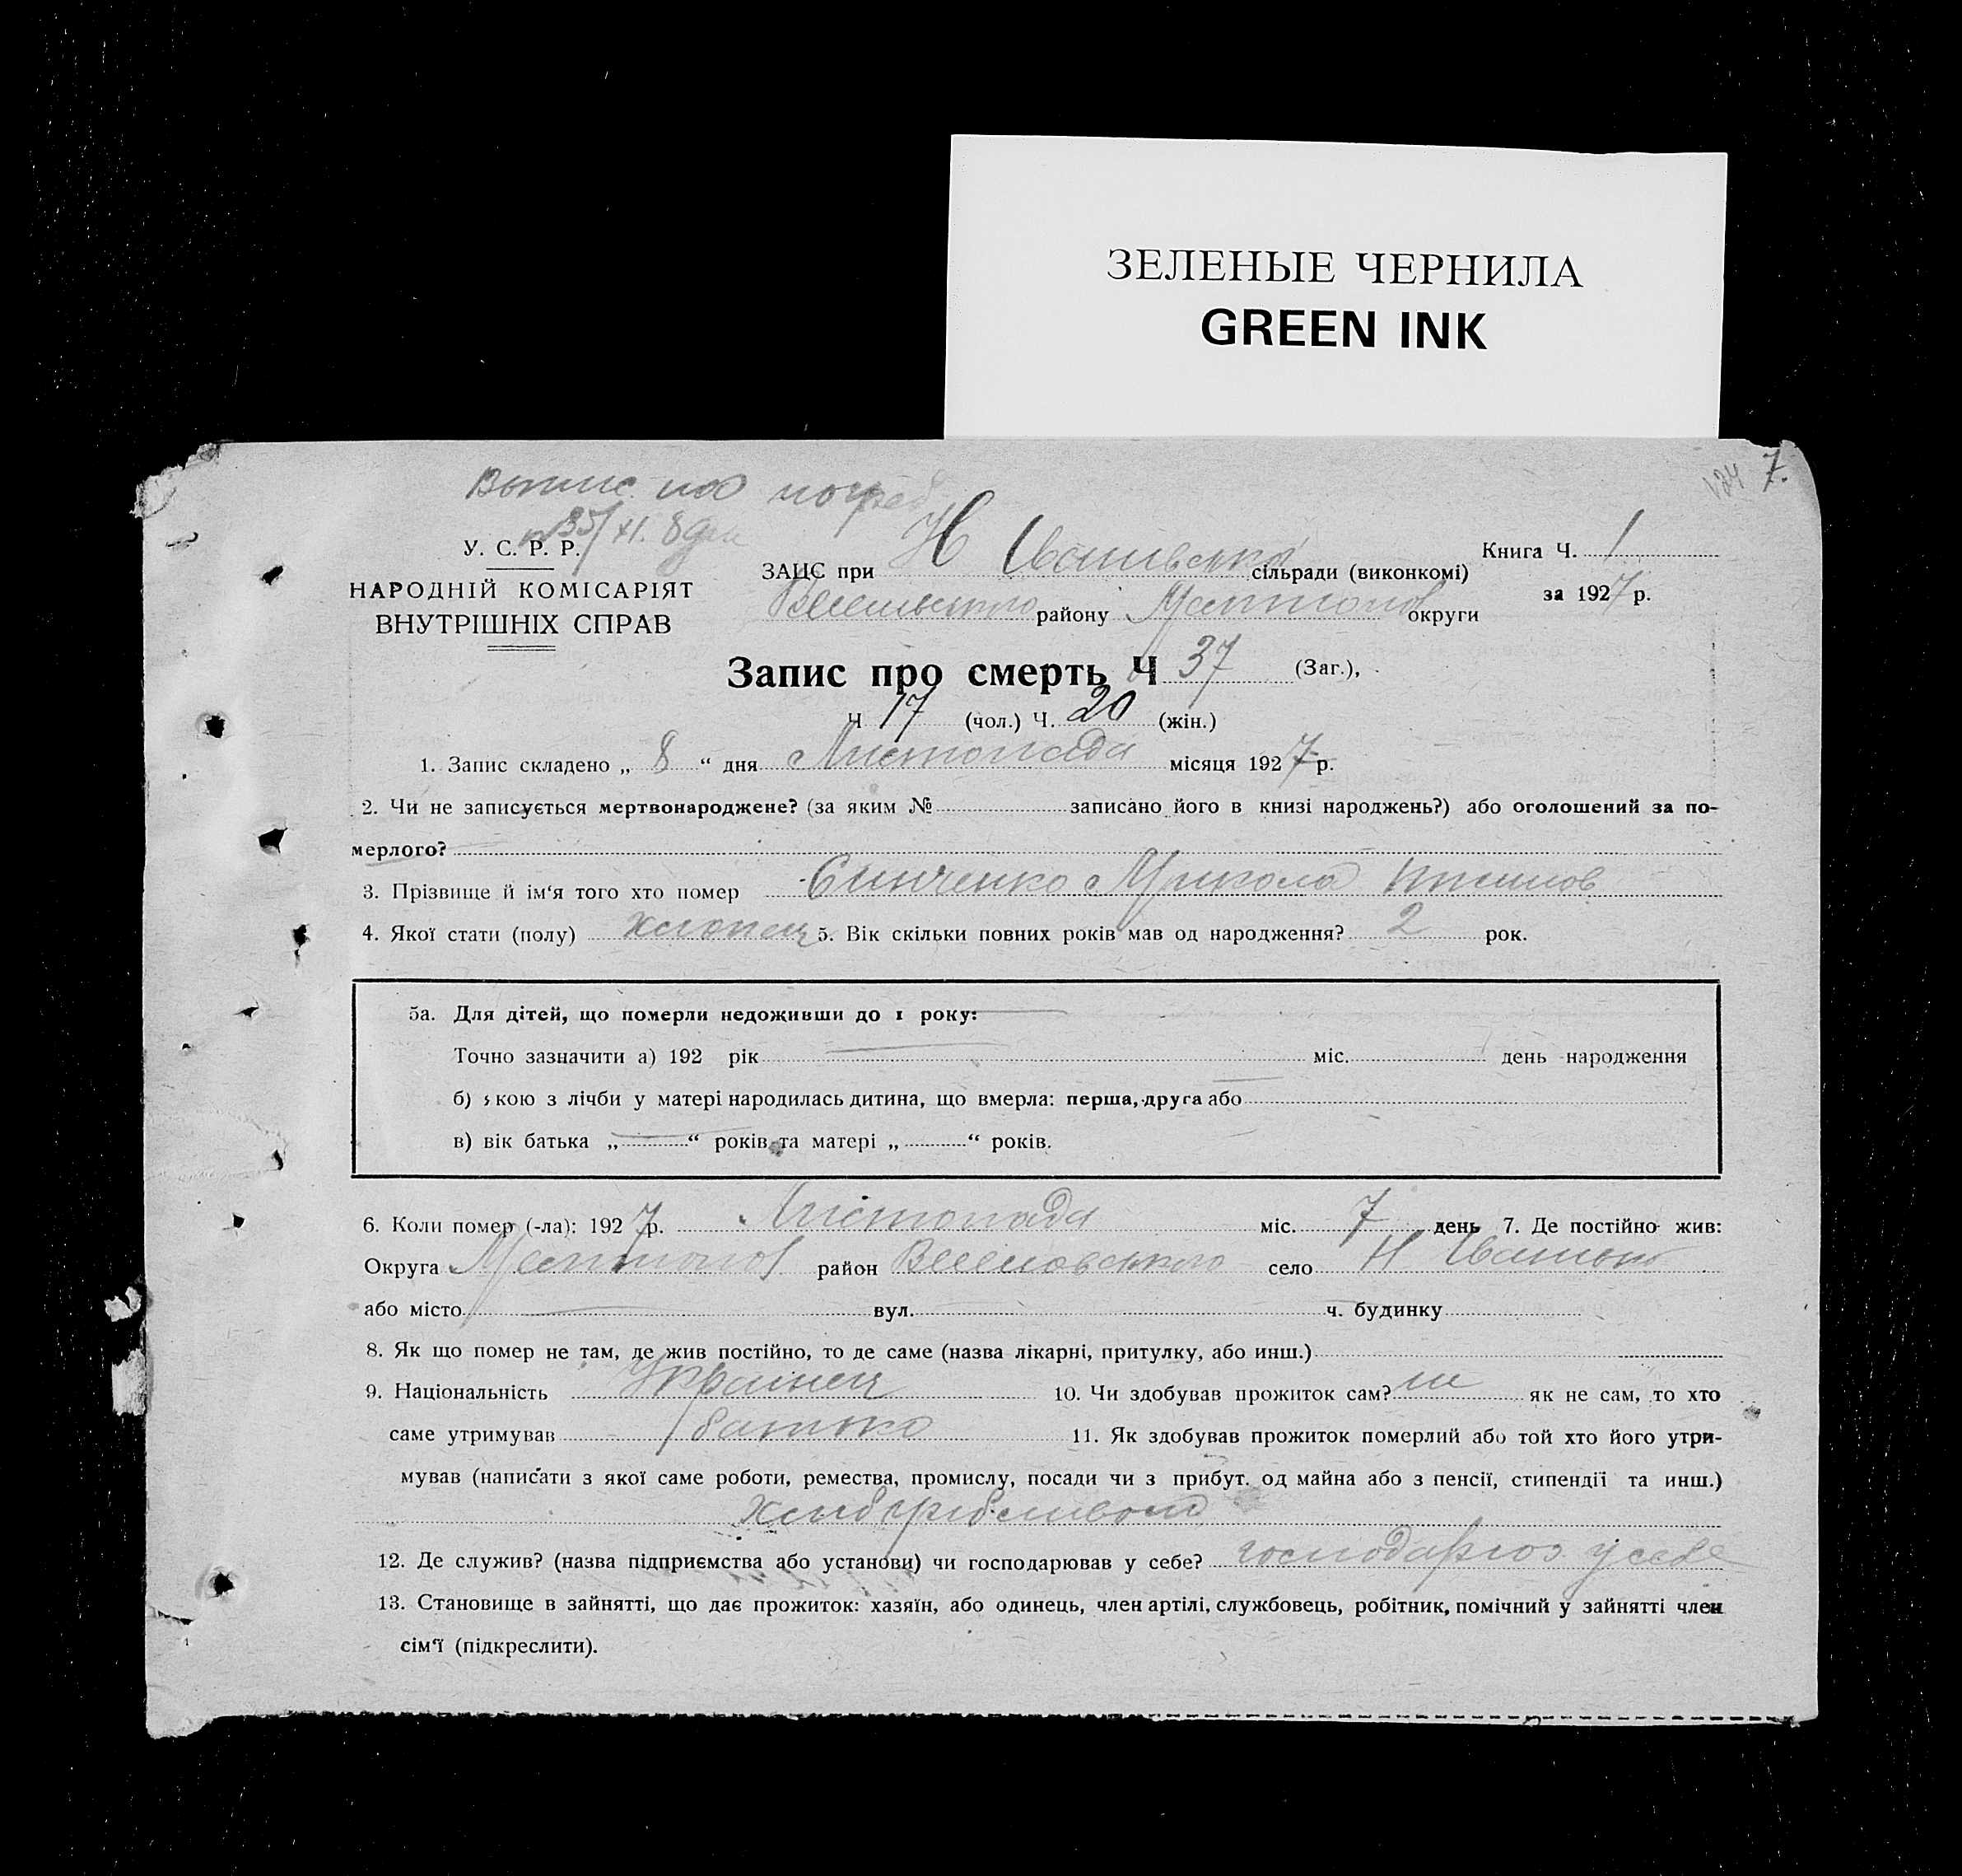 ЗЕЛЕНЫЕ ЧЕРНИЛА
GREEN INK
124 7.
Выпис
У. С. Р. Р.
НАРОДНІЙ КОМІСАРІЯТ
ВНУТРІШНІХ СПРАВ
ЗАЦС при Н сільради (виконкомі)
району округи
Книга Ч. 1
за 1927 р.
Запис про смерть Ч 37 (Заг.),
Ч 17 (чол.) Ч. 20 (жін.)
1. Запис складено „ 8 “ дня Листопада місяця 1927 р.
2. Чи не записується мертвонароджене? (за яким № записано його в книзі народжень?) або оголошений за по-
мерлого?
3. Прізвище й ім‘я того хто помер Микола
4. Якої стати (полу) хлопец 5. Вік скільки повних років мав од народження? 2 рок.
5а. Для дітей, що померли недоживши до 1 року:
Точно зазначити а) 192 рік міс. день народження
б) якою з лічби у матері народилась дитина, що вмерла: перша, друга або
в) вік батька „ “ років та матері „ “ років.
6. Коли помер (-ла): 1927 р. Листопада міс. 7 день 7. Де постійно жив:
Округа район село Н
або місто вул. ч. будинку
8. Як що помер не там, де жив постійно, то де саме (назва лікарні, притулку, або инш.)
9. Національність Украінец 10. Чи здобував прожиток сам? ні як не сам, то хто
саме утримував батько 11. Як здобував прожиток померлий або той хто його утри-
мував (написати з якої саме роботи, ремества, промислу, посади чи з прибут. од майна або з пенсії, стипендії та инш.)
12. Де служив? (назва підприємства або установи) чи господарював у себе? у себе
13. Становище в зайнятті, що дає прожиток: хазяїн, або одинець, член артілі, службовець, робітник, помічний у зайнятті член
сім‘ї (підкреслити).